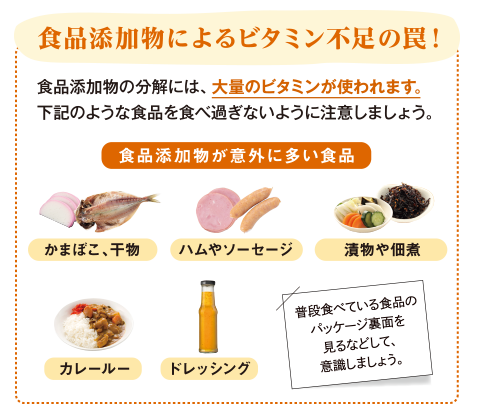 食品添加物によるビタミン不足の罠!
食品添加物の分解には、大量のビタミンが使われます。
下記のような食品を食べ過ぎないように注意しましょう。
食品添加物が意外に多い食品
かまぼこ、干物
ハムやソーセージ
漬物や佃煮
カレールー
ドレッシング
普段食べている食品の
パッケージ裏面を
見るなどして、
意識しましょう。